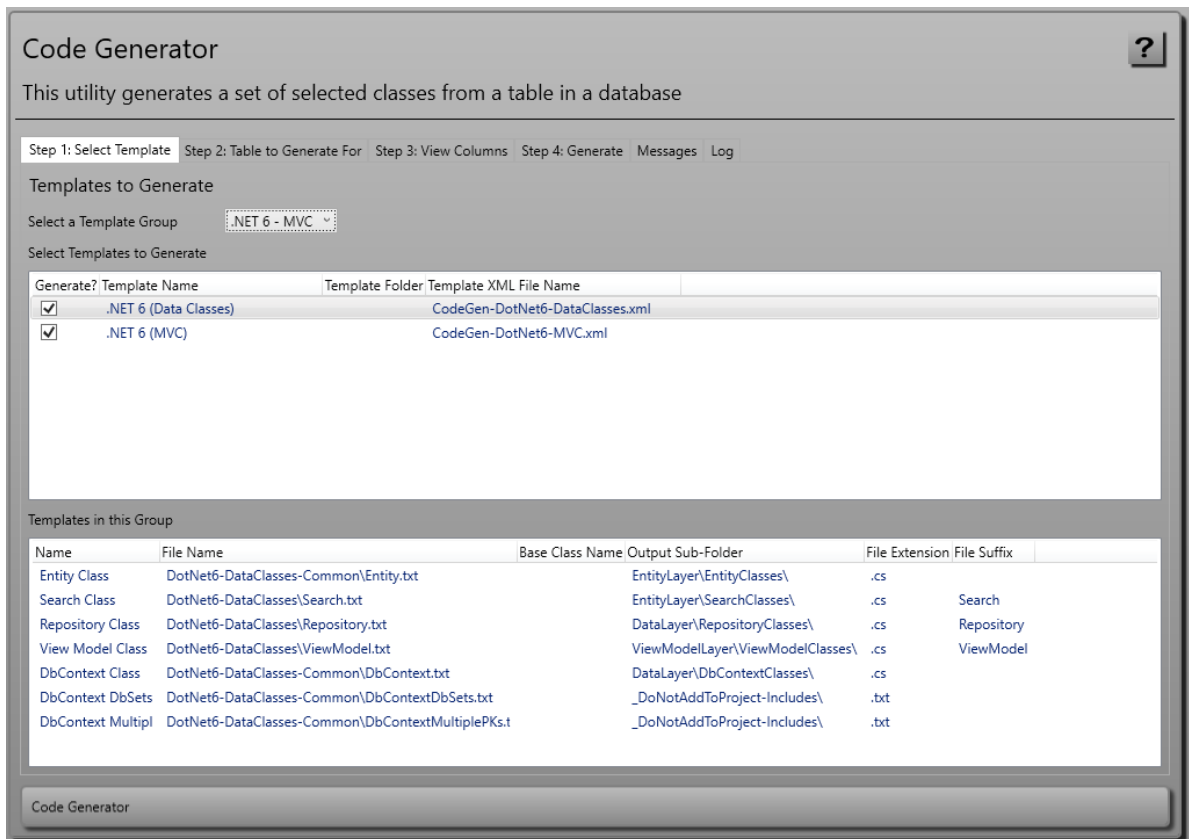 Code Generator
?
This utility generates a set of selected classes from a table in a database
Step 1: Select Template Step 2: Table to Generate For Step 3: View Columns Step 4: Generate Messages Log
Templates to Generate
Select a Template Group .NET 6 - MVC
Select Templates to Generate
Generate? Template Name Template Folder Template XML File Name
.NET 6 (Data Classes) CodeGen-DotNet6-DataClasses.xml
.NET 6 (MVC) CodeGen-DotNet6-MVC.xml
Templates in this Group
Name File Name Base Class Name Output Sub-Folder File Extension File Suffix
Entity Class DotNet6-DataClasses-Common\Entity.txt EntityLayer\EntityClasses\ .cs
Search Class DotNet6-DataClasses\Search.txt EntityLayer\SearchClasses\ .cs Search
Repository Class DotNet6-DataClasses\Repository.txt DataLayer\RepositoryClasses\ .cs Repository
View Model Class DotNet6-DataClasses\ViewModel.txt ViewModelLayer\ViewModelClasses\ .cs ViewModel
DbContext Class DotNet6-DataClasses-Common\DbContext.txt DataLayer\DbContextClasses\ .cs
DbContext DbSets DotNet6-DataClasses-Common\DbContextDbSets.txt _DoNotAddToProject-Includes\ .txt
DbContext Multipl DotNet6-DataClasses-Common\DbContextMultiplePKs.t _DoNotAddToProject-Includes\ .txt
Code Generator